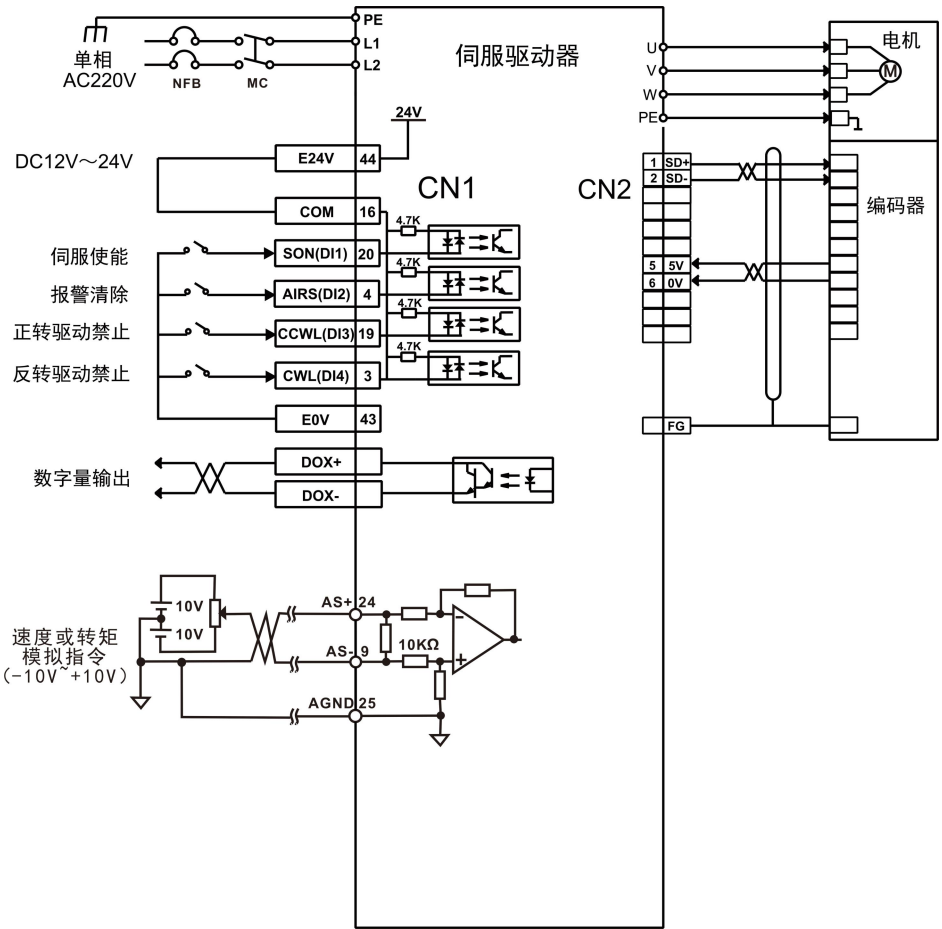 PE
L1
L2
单相
AC220V
NFB
MC
伺服驱动器
U
V
W
PE
电机
M
24V
DC12V～24V
E24V 44
COM 16
CN1
4.7K
伺服使能
SON(DI1) 20
4.7K
报警清除
AIRS(DI2) 4
4.7K
正转驱动禁止
CCWL(DI3) 19
4.7K
反转驱动禁止
CWL(DI4) 3
E0V 43
CN2
1 SD+
2 SD-
5 5V
6 0V
FG
编码器
数字量输出
DOX+
DOX-
速度或转矩
模拟指令
(-10V~+10V)
10V
10V
AS+ 24
AS- 9
10KΩ
AGND 25
−
+